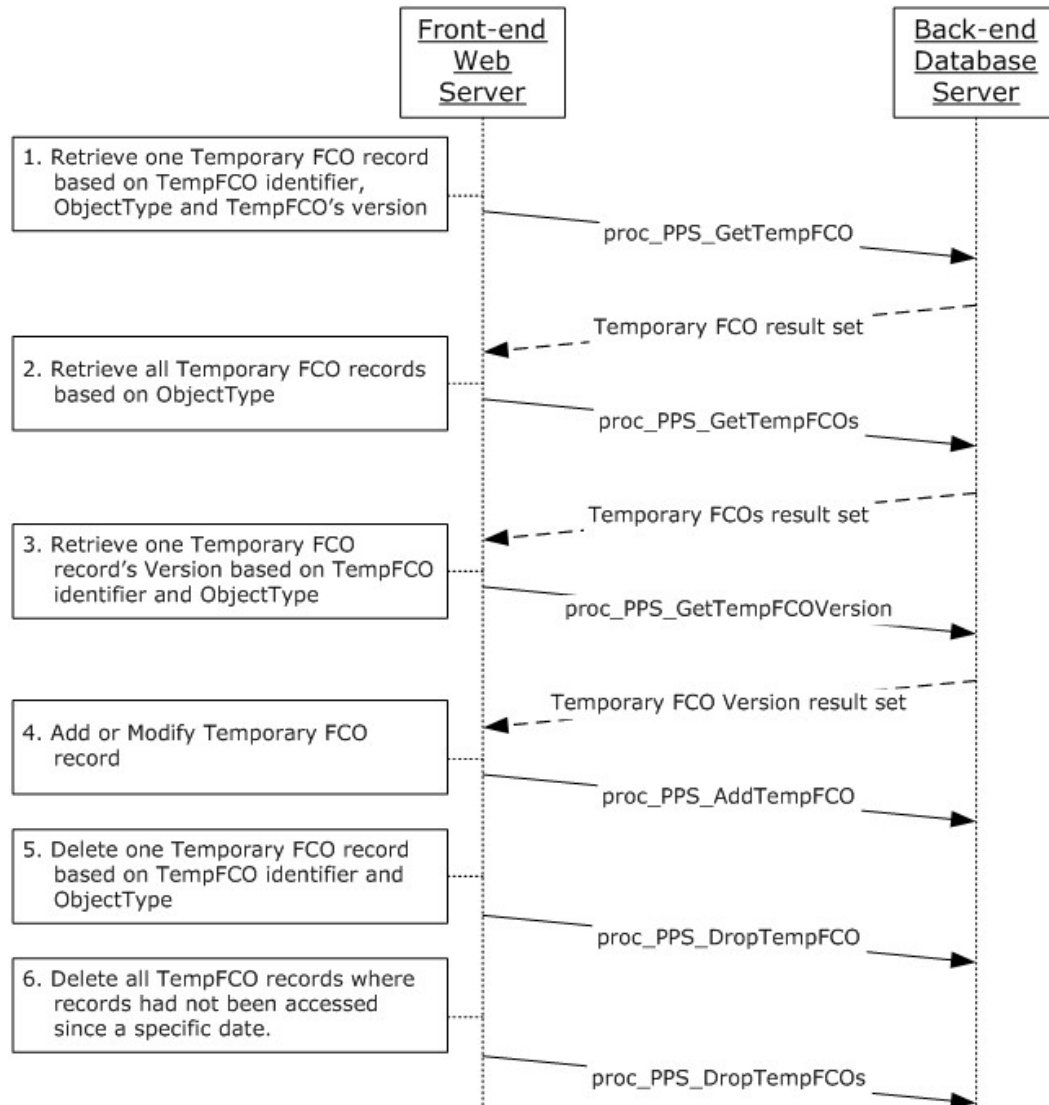 Front-end
Web
Server
Back-end
Database
Server
1. Retrieve one Temporary FCO record
based on TempFCO identifier,
ObjectType and TempFCO's version
proc_PPS_GetTempFCO
Temporary FCO result set
2. Retrieve all Temporary FCO records
based on ObjectType
proc_PPS_GetTempFCOs
Temporary FCOs result set
3. Retrieve one Temporary FCO
record's Version based on TempFCO
identifier and ObjectType
proc_PPS_GetTempFCOVersion
Temporary FCO Version result set
4. Add or Modify Temporary FCO
record
proc_PPS_AddTempFCO
5. Delete one Temporary FCO record
based on TempFCO identifier and
ObjectType
proc_PPS_DropTempFCO
6. Delete all TempFCO records where
records had not been accessed
since a specific date.
proc_PPS_DropTempFCOs